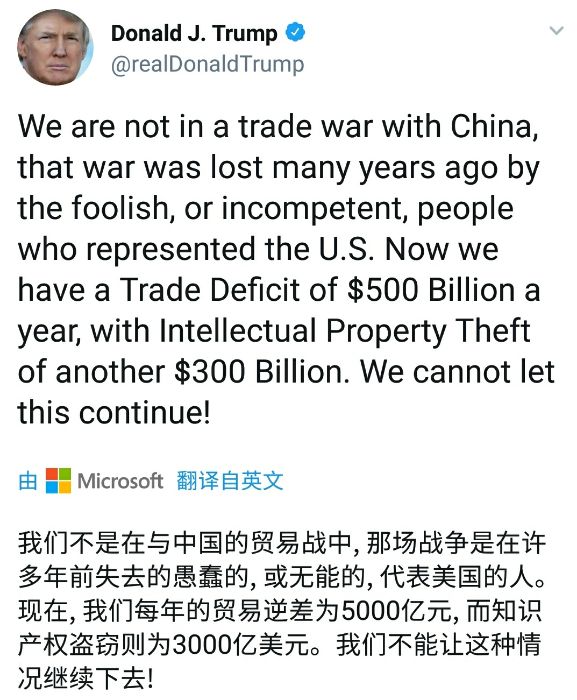 Donald J. Trump
@realDonaldTrump
We are not in a trade war with China,
that war was lost many years ago by
the foolish, or incompetent, people
who represented the U.S. Now we
have a Trade Deficit of $500 Billion a
year, with Intellectual Property Theft
of another $300 Billion. We cannot let
this continue!
由 Microsoft 翻译自英文
我们不是在与中国的贸易战中, 那场战争是在许
多年前失去的愚蠢的, 或无能的, 代表美国的人。
现在, 我们每年的贸易逆差为5000亿元, 而知识
产权盗窃则为3000亿美元。我们不能让这种情
况继续下去!